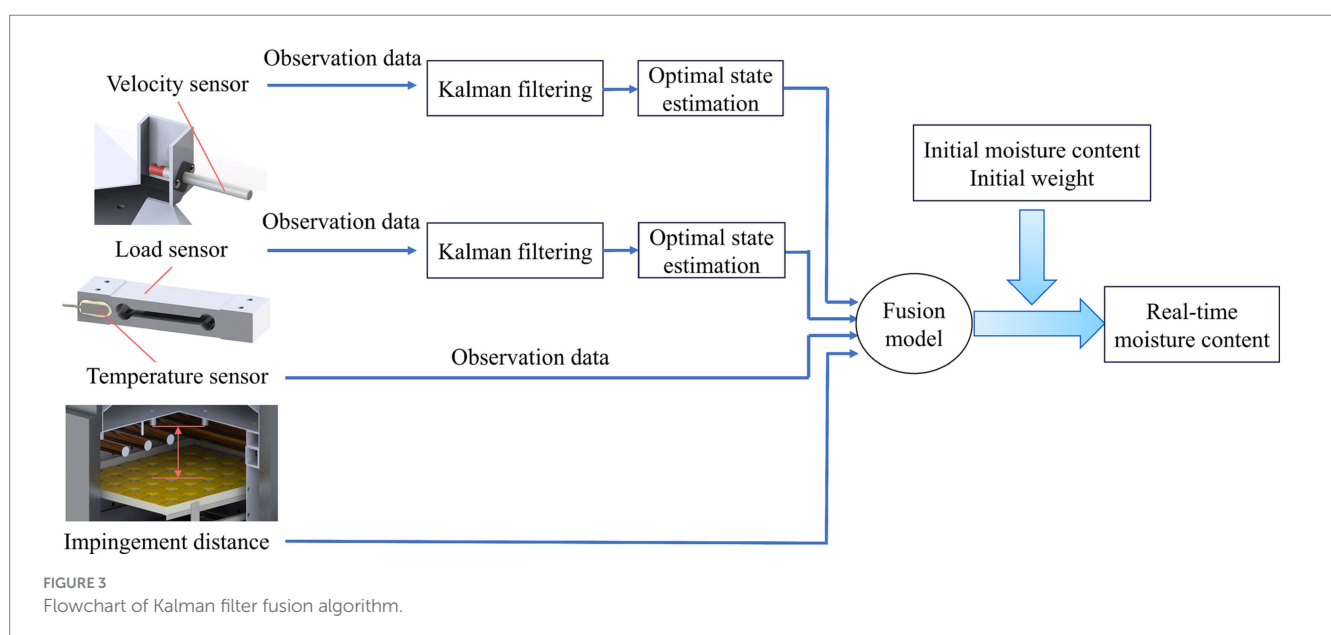 Observation data
Velocity sensor
Kalman filtering
Optimal state
estimation
Initial moisture content
Initial weight
Observation data
Load sensor
Kalman filtering
Optimal state
estimation
Fusion
model
Real-time
moisture content
Observation data
Temperature sensor
Impingement distance
FIGURE 3
Flowchart of Kalman filter fusion algorithm.